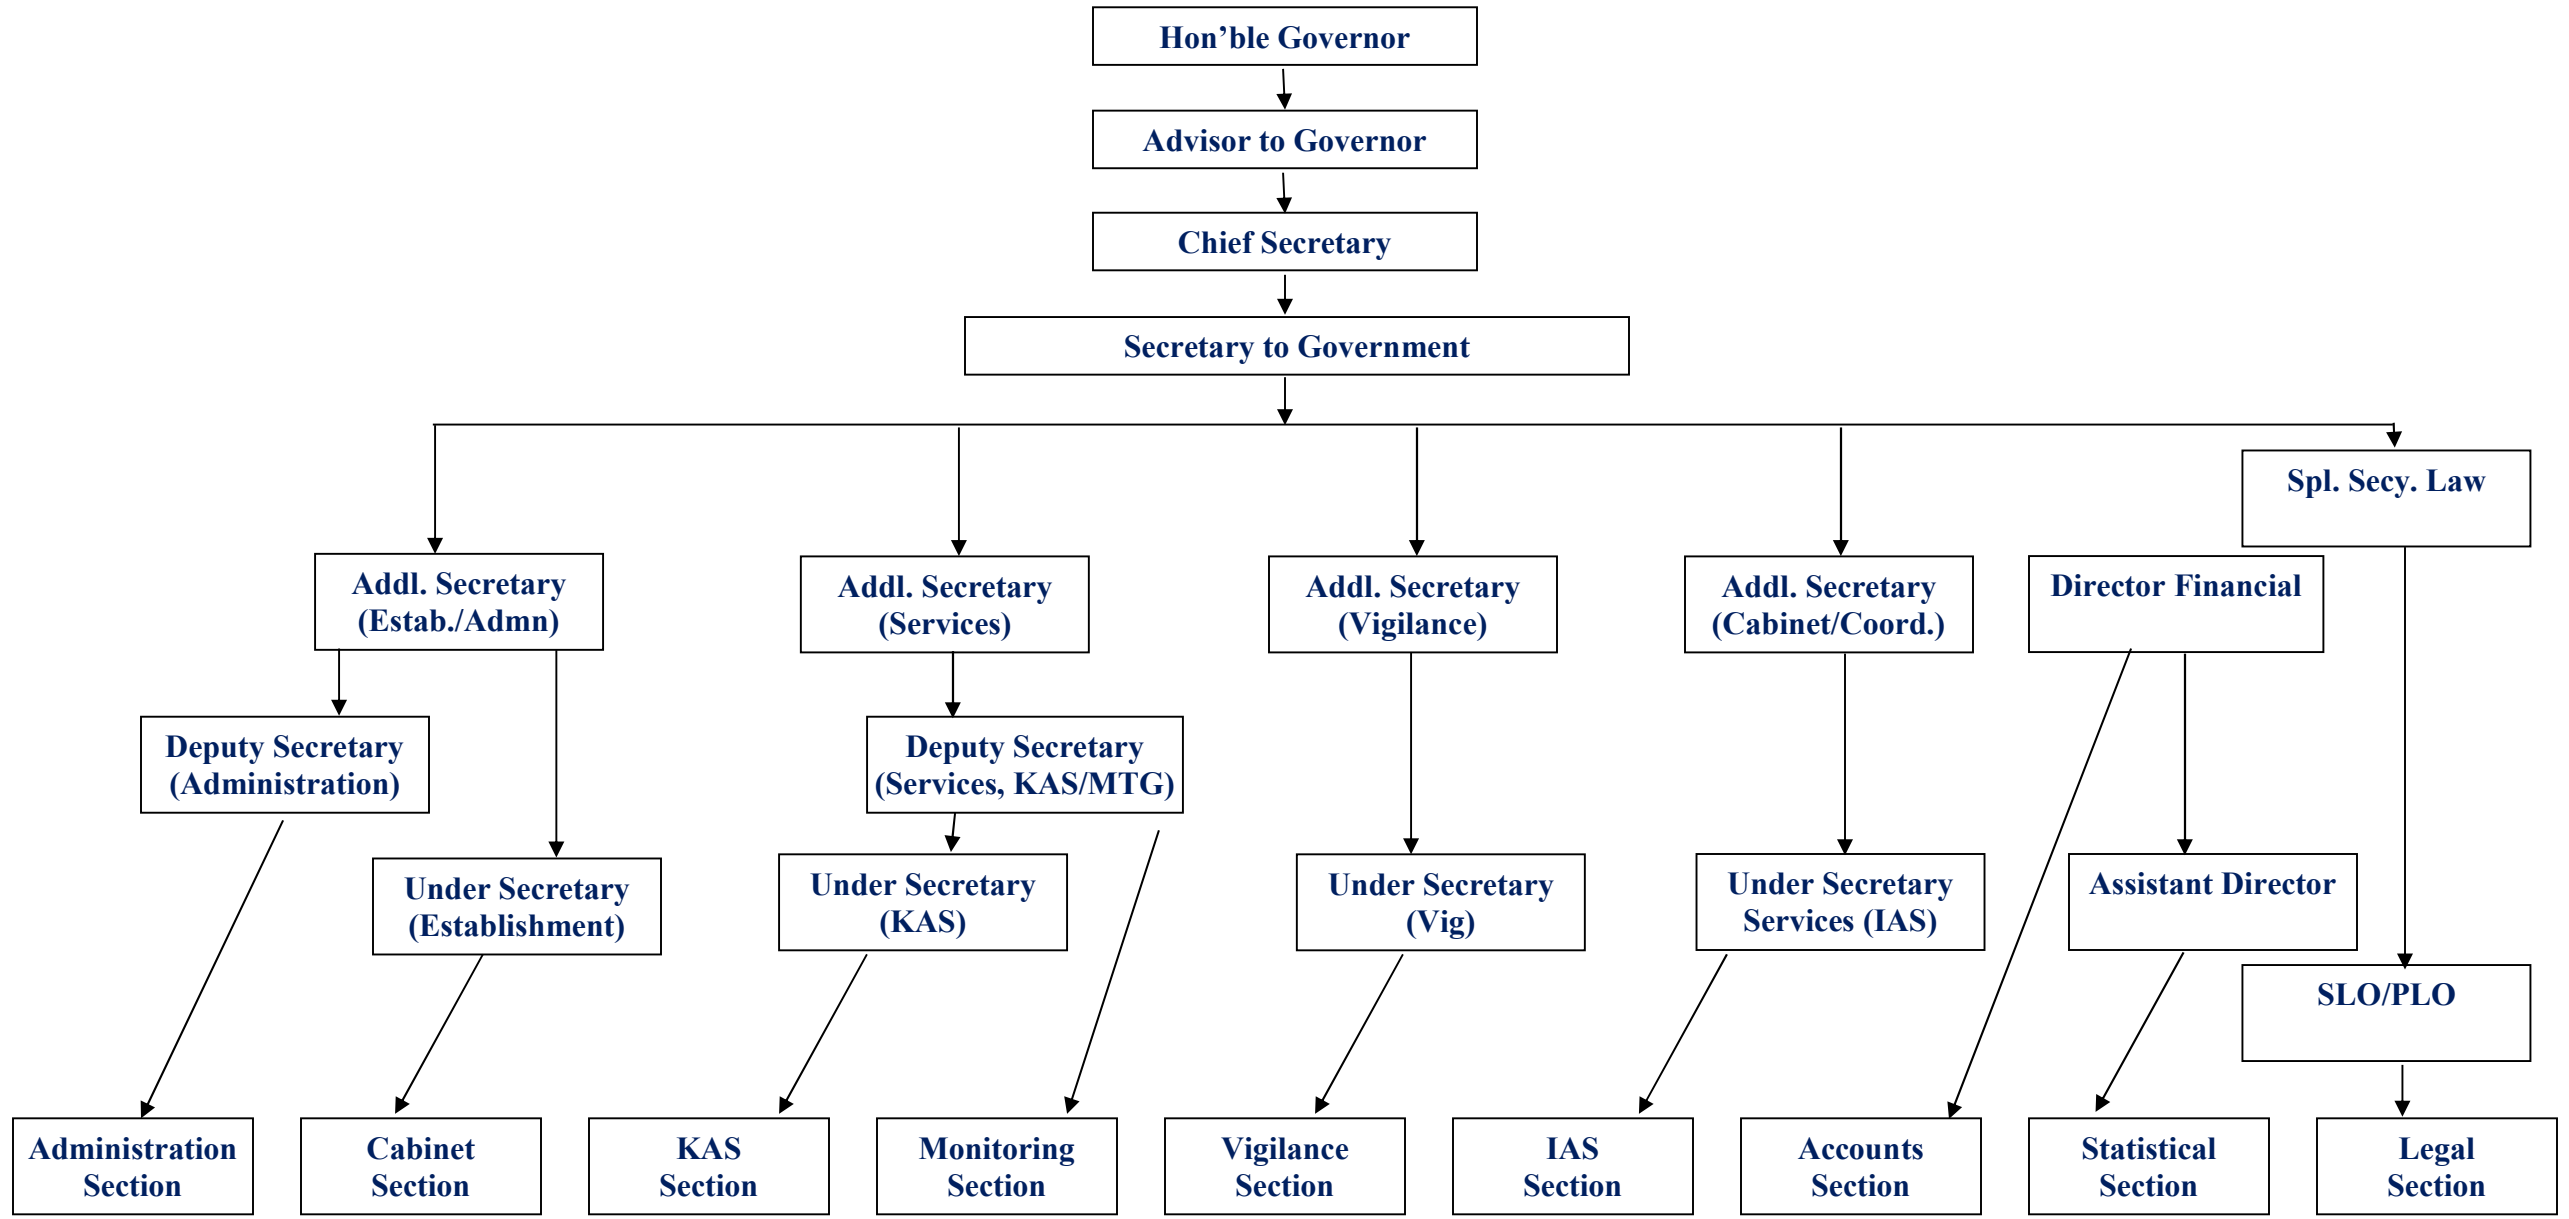 Hon’ble Governor
Advisor to Governor
Chief Secretary
Secretary to Government
Spl. Secy. Law
Addl. Secretary
(Estab./Admn)
Addl. Secretary
(Services)
Addl. Secretary
(Vigilance)
Addl. Secretary
(Cabinet/Coord.)
Director Financial
Deputy Secretary
(Administration)
Deputy Secretary
(Services, KAS/MTG)
Under Secretary
(Establishment)
Under Secretary
(KAS)
Under Secretary
(Vig)
Under Secretary
Services (IAS)
Assistant Director
SLO/PLO
Administration
Section
Cabinet
Section
KAS
Section
Monitoring
Section
Vigilance
Section
IAS
Section
Accounts
Section
Statistical
Section
Legal
Section